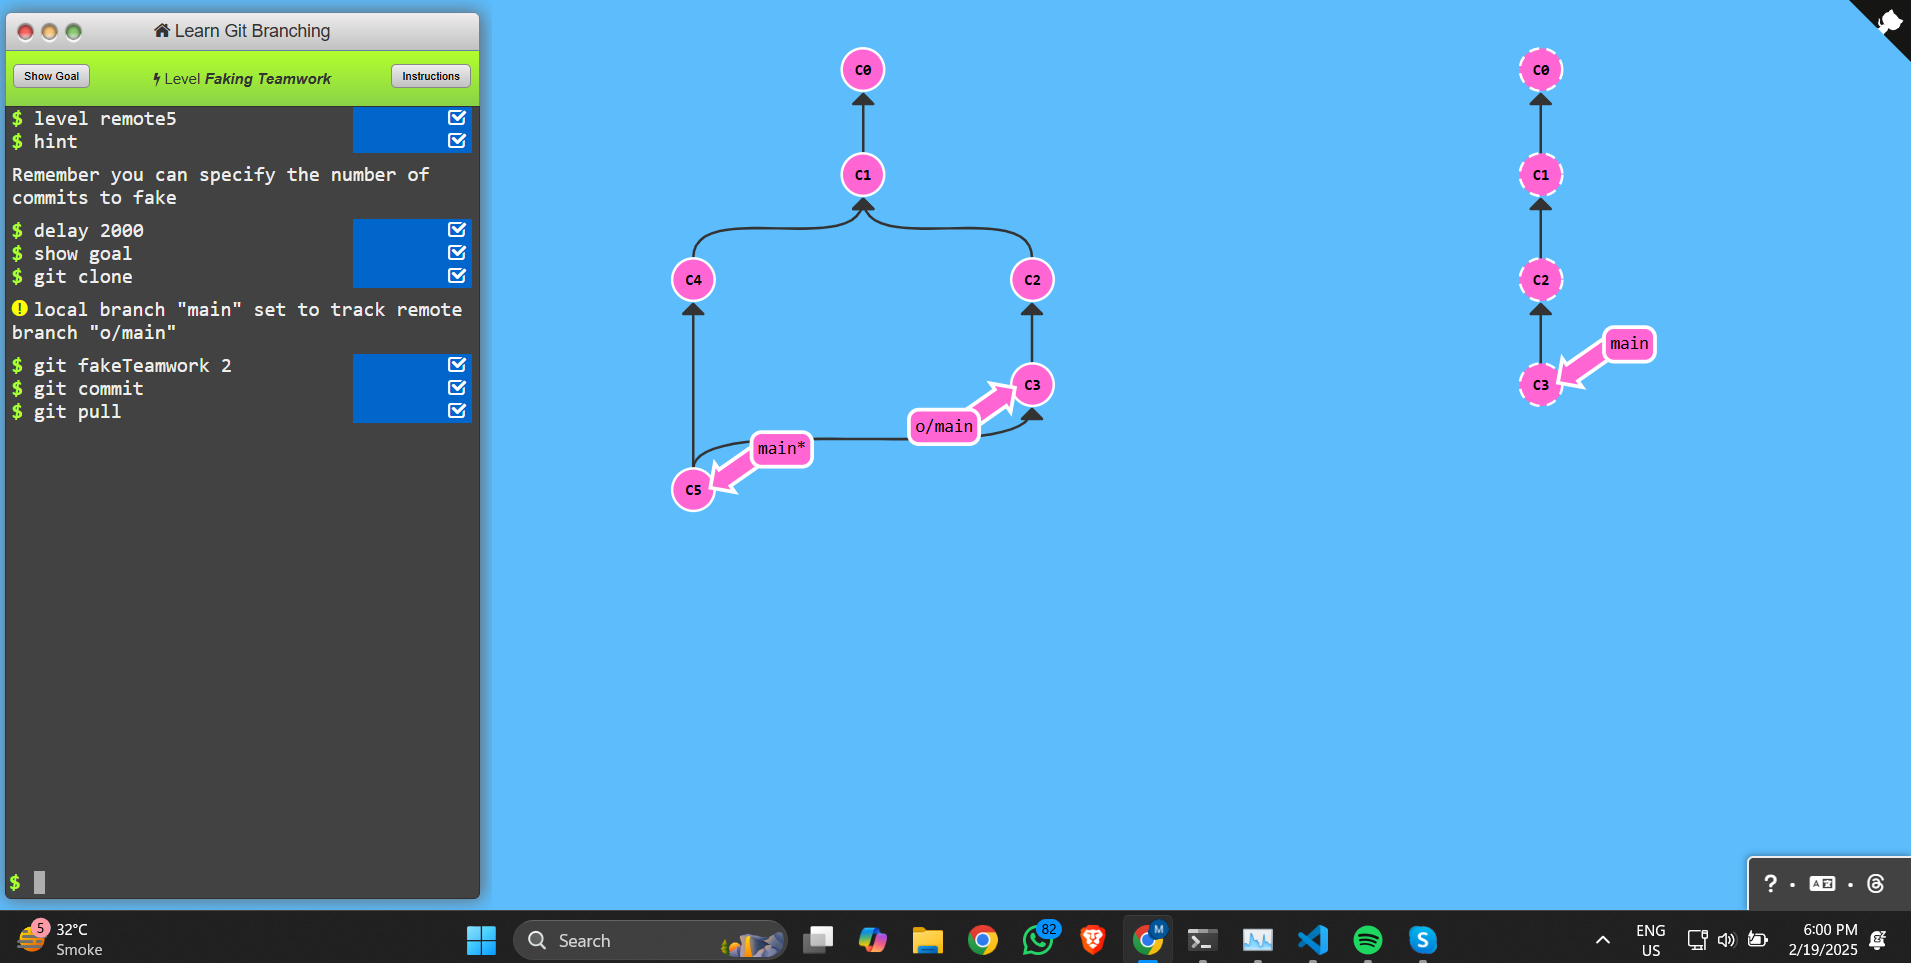 Learn Git Branching
Show Goal
Level Faking Teamwork
Instructions
$ level remote5
$ hint
Remember you can specify the number of
commits to fake
$ delay 2000
$ show goal
$ git clone
! local branch "main" set to track remote
branch "o/main"
$ git fakeTeamwork 2
$ git commit
$ git pull
$
C0
C1
C4
C2
C3
o/main
main*
C5
C0
C1
C2
main
C3
?
5
32°C
Smoke
Search
82
M
S
ENG
US
6:00 PM
2/19/2025